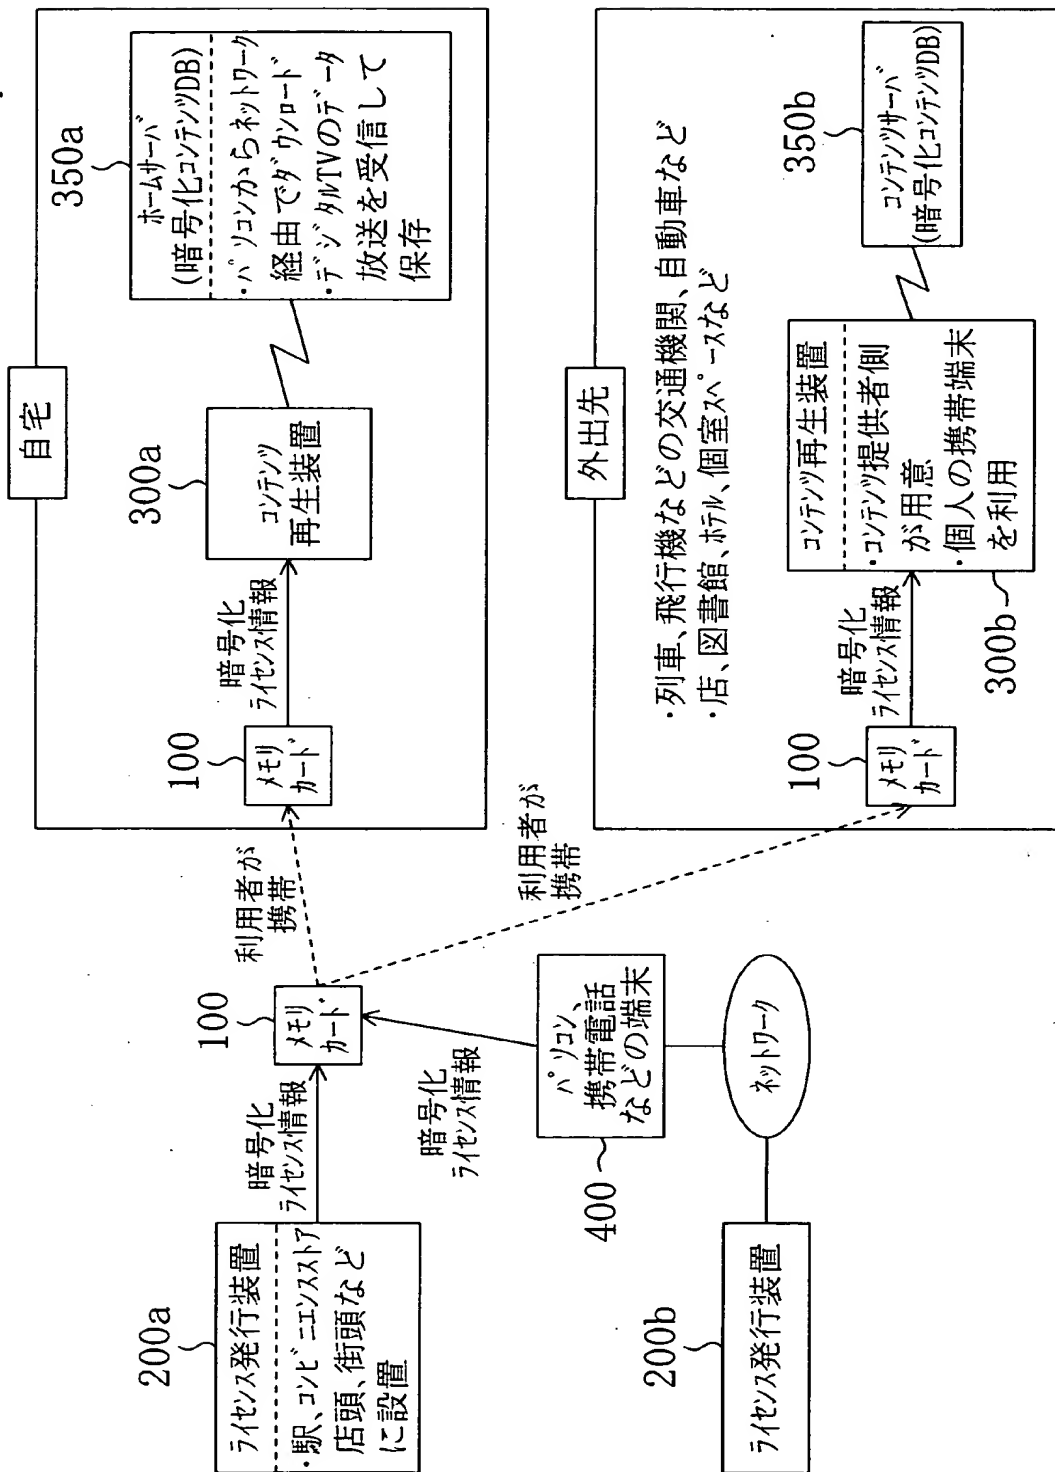 200a
ライセンス発行装置
・駅、コンビニエンスストア
店頭、街頭など
に設置
暗号化
ライセンス情報
100
メモリ
カード
利用者が
携帯
200b
ライセンス発行装置
ネットワーク
400
パソコン、
携帯電話
などの端末
暗号化
ライセンス情報
利用者が
携帯
自宅
100
メモリ
カード
暗号化
ライセンス情報
300a
コンテンツ
再生装置
350a
ホームサーバ
(暗号化コンテンツDB)
・パソコンからネットワーク
経由でダウンロード
・デジタルTVのデータ
放送を受信して
保存
外出先
・列車、飛行機などの交通機関、自動車など
・店、図書館、ホテル、個室スペースなど
100
メモリ
カード
暗号化
ライセンス情報
300b
コンテンツ再生装置
・コンテンツ提供者側
が用意
・個人の携帯端末
を利用
350b
コンテンツサーバ
(暗号化コンテンツDB)